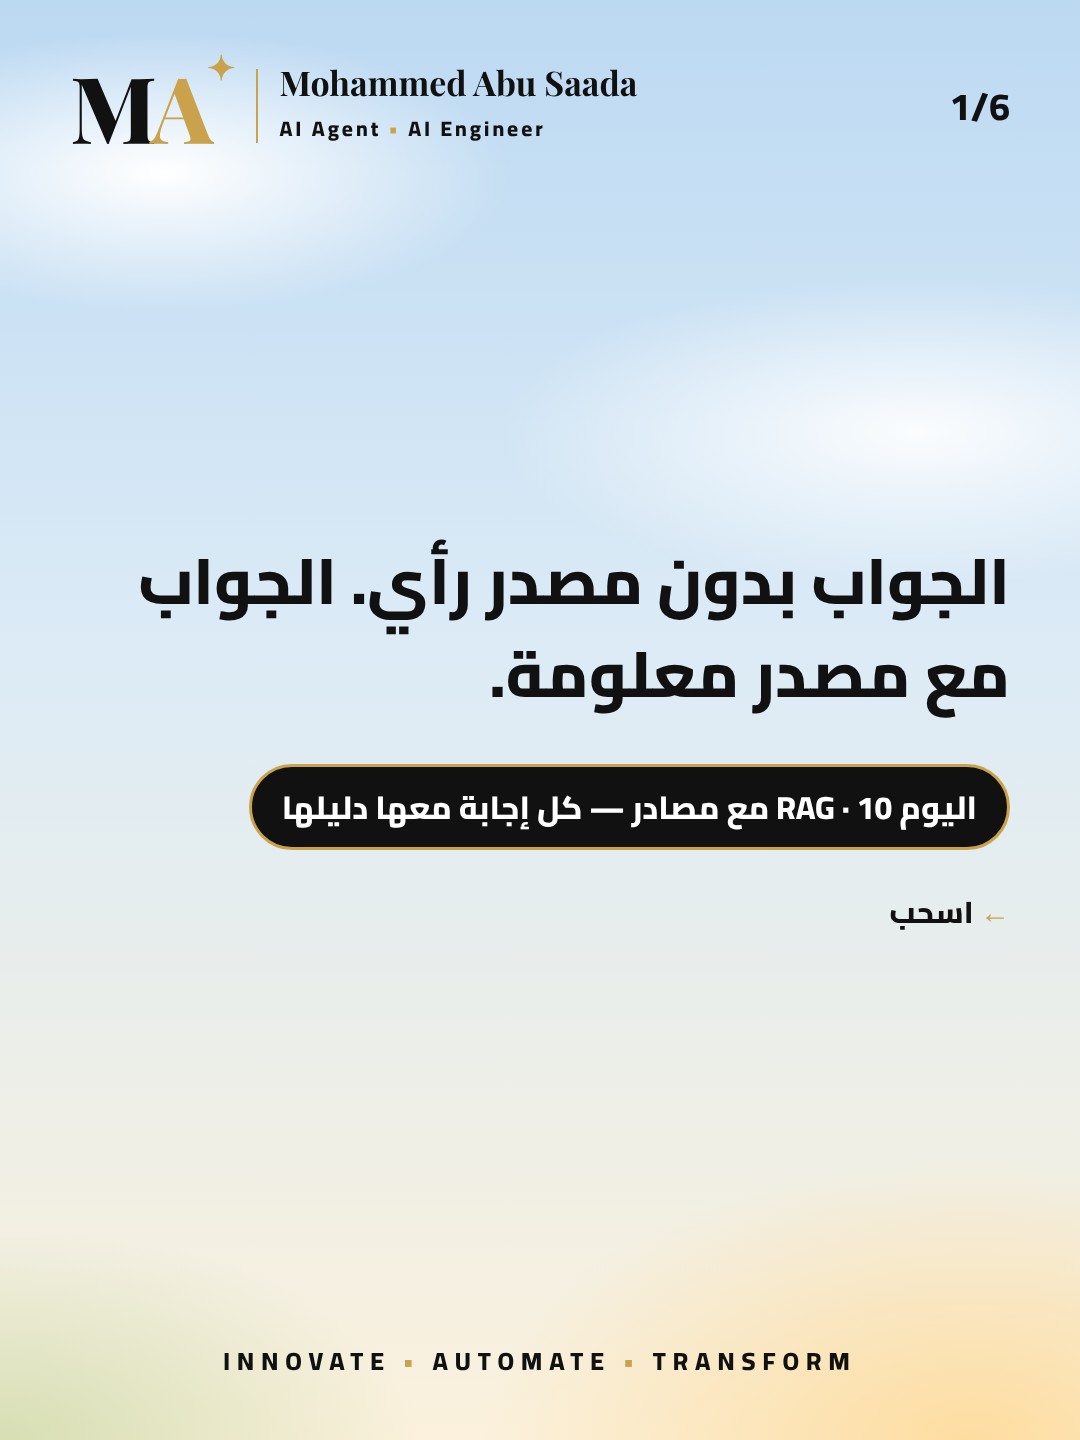 MA
Mohammed Abu Saada
AI Agent ▪ AI Engineer
1/6
الجواب بدون مصدر رأي. الجواب
مع مصدر معلومة.
اليوم 10 · RAG مع مصادر — كل إجابة معها دليلها
← اسحب
INNOVATE ▪ AUTOMATE ▪ TRANSFORM